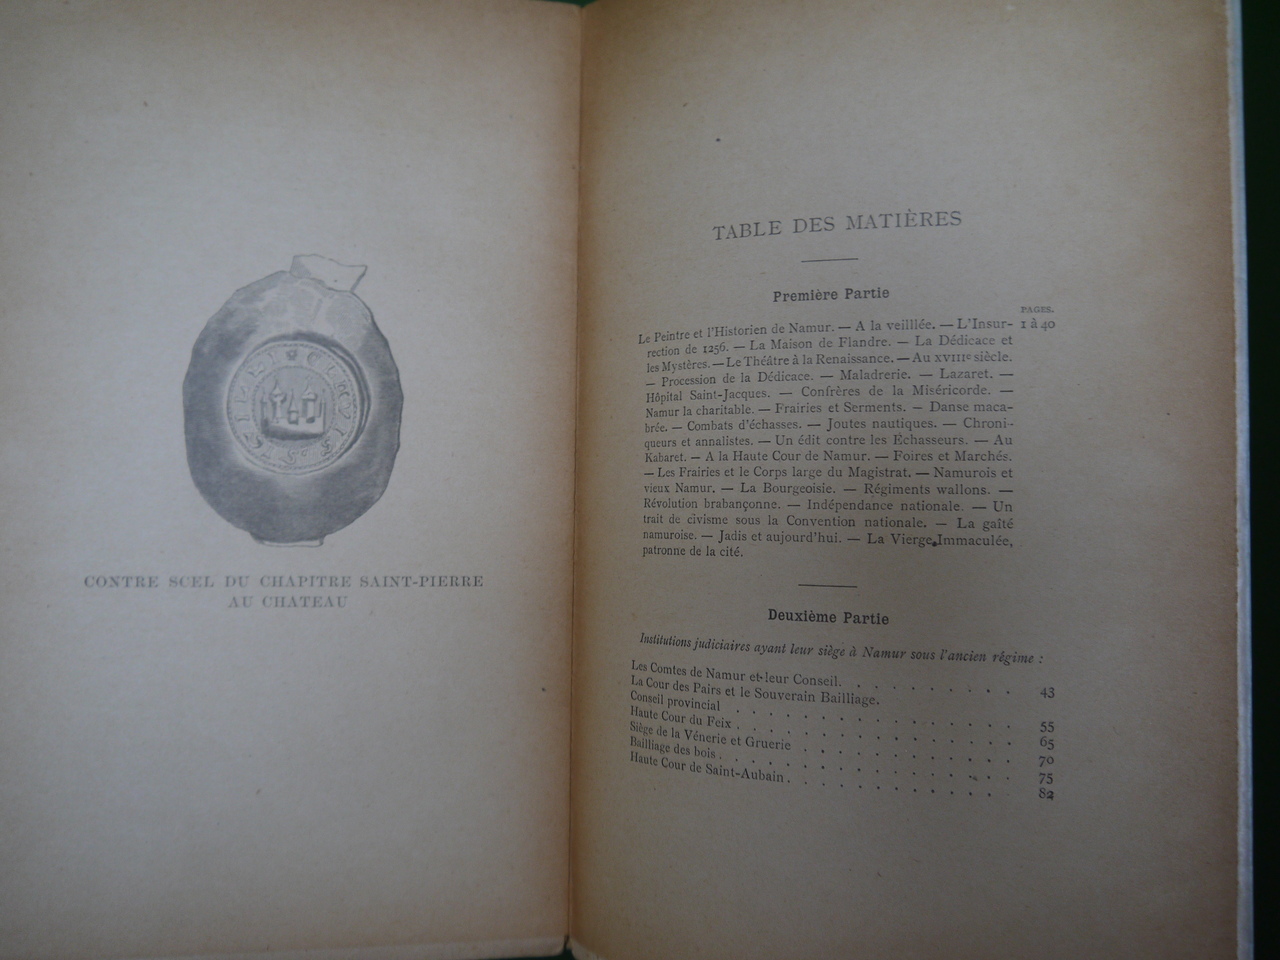 CONTRE SCEL DU CHAPITRE SAINT-PIERRE
AU CHATEAU
TABLE DES MATIÈRES
Première Partie
PAGES.
Le Peintre et l'Historien de Namur. — A la veilllée. — L'Insur- 1 à 40
rection de 1256. — La Maison de Flandre. — La Dédicace et
les Mystères. — Le Théâtre à la Renaissance. — Au XVIIIe siècle.
— Procession de la Dédicace. — Maladrerie. — Lazaret. —
Hôpital Saint-Jacques. — Confrères de la Miséricorde. —
Namur la charitable. — Frairies et Serments. — Danse maca-
brée. — Combats d'échasses. — Joutes nautiques. — Chroni-
queurs et annalistes. — Un édit contre les Echasseurs. — Au
Kabaret. — A la Haute Cour de Namur. — Foires et Marchés.
— Les Frairies et le Corps large du Magistrat. — Namurois et
vieux Namur. — La Bourgeoisie. — Régiments wallons. —
Révolution brabançonne. — Indépendance nationale. — Un
trait de civisme sous la Convention nationale. — La gaîté
namuroise. — Jadis et aujourd'hui. — La Vierge Immaculée,
patronne de la cité.
Deuxième Partie
Institutions judiciaires ayant leur siège à Namur sous l'ancien régime :
Les Comtes de Namur et leur Conseil. . . . . . . . . . 43
La Cour des Pairs et le Souverain Bailliage.
Conseil provincial . . . . . . . . . . . . . . 55
Haute Cour du Feix . . . . . . . . . . . . . . 65
Siège de la Vénerie et Gruerie . . . . . . . . . . . 70
Bailliage des bois . . . . . . . . . . . . . . 75
Haute Cour de Saint-Aubain . . . . . . . . . . . 82